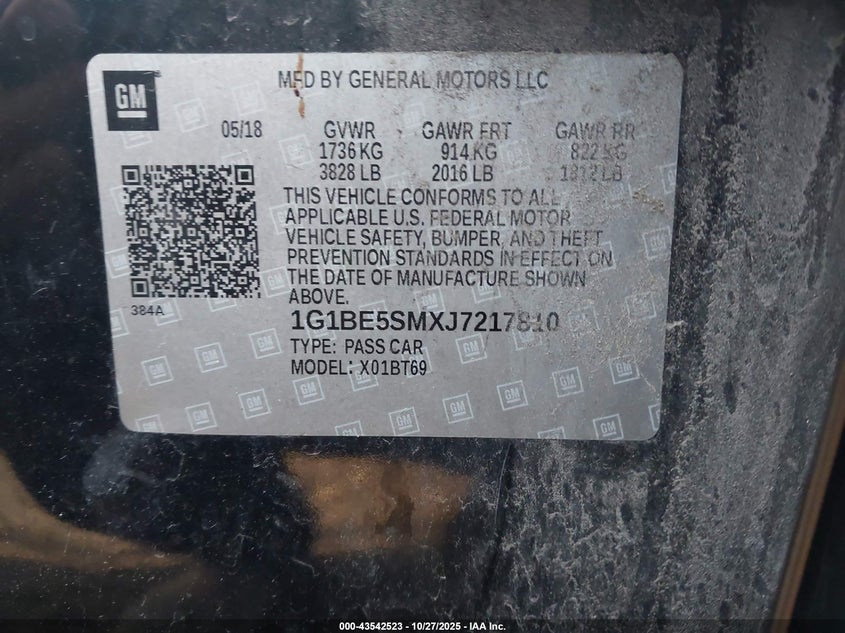 GM
MFD BY GENERAL MOTORS LLC
05/18 GVWR GAWR FRT GAWR RR
1736 KG 914 KG 822 KG
3828 LB 2016 LB 1812 LB
THIS VEHICLE CONFORMS TO ALL
APPLICABLE U.S. FEDERAL MOTOR
VEHICLE SAFETY, BUMPER, AND THEFT
PREVENTION STANDARDS IN EFFECT ON
THE DATE OF MANUFACTURE SHOWN
ABOVE.
384A
1G1BE5SMXJ7217810
TYPE: PASS CAR
MODEL: X01BT69
000-43542523 | 10/27/2025 - IAA Inc.